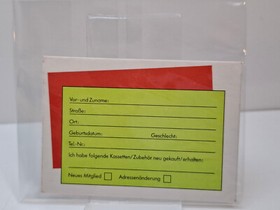 Vor- und Zuname:
Straße:
Ort:
Geburtsdatum: Geschlecht:
Tel.-Nr.:
Ich habe folgende Kassetten/Zubehör neu gekauft/erhalten:
Neues Mitglied Adressenänderung